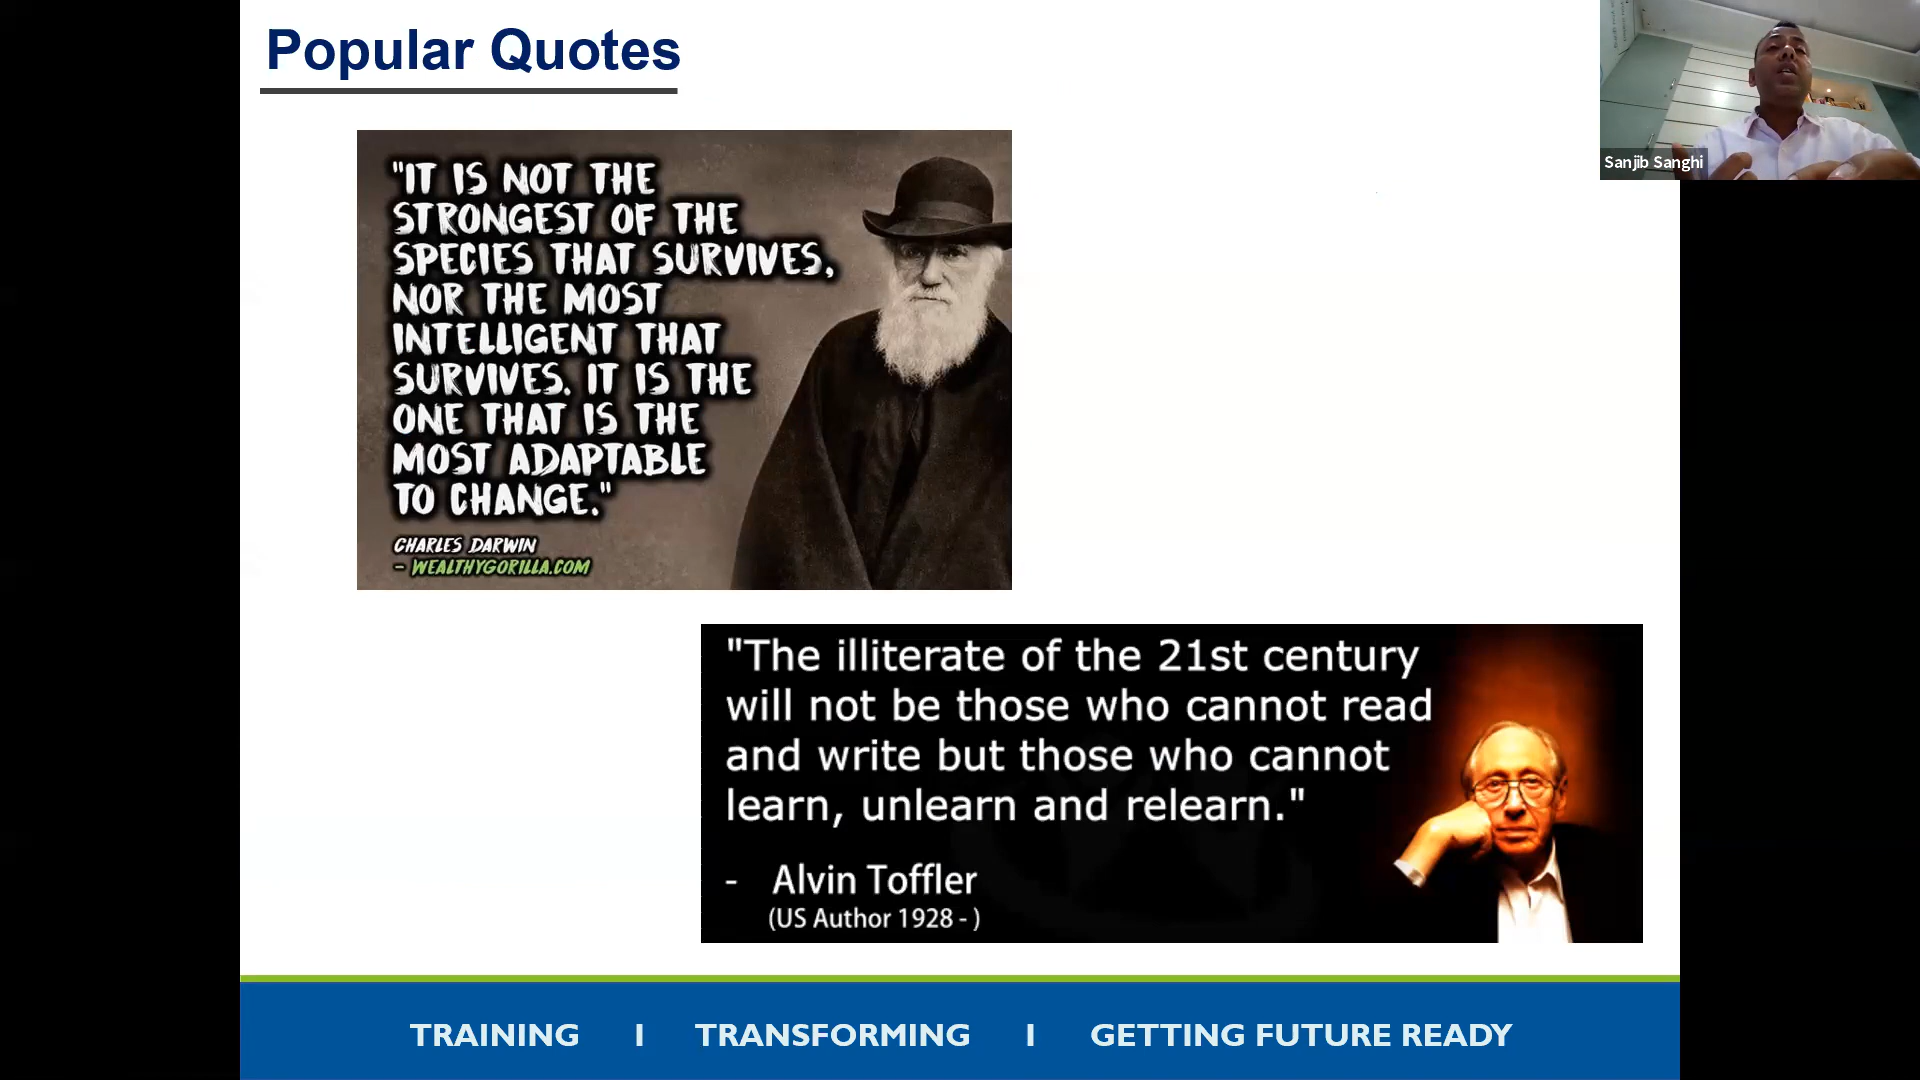 Popular Quotes
Sanjib Sanghi
"IT IS NOT THE
STRONGEST OF THE
SPECIES THAT SURVIVES,
NOR THE MOST
INTELLIGENT THAT
SURVIVES. IT IS THE
ONE THAT IS THE
MOST ADAPTABLE
TO CHANGE."
CHARLES DARWIN
- WEALTHYGORILLA.COM
"The illiterate of the 21st century
will not be those who cannot read
and write but those who cannot
learn, unlearn and relearn."
- Alvin Toffler
(US Author 1928 - )
TRAINING I TRANSFORMING I GETTING FUTURE READY